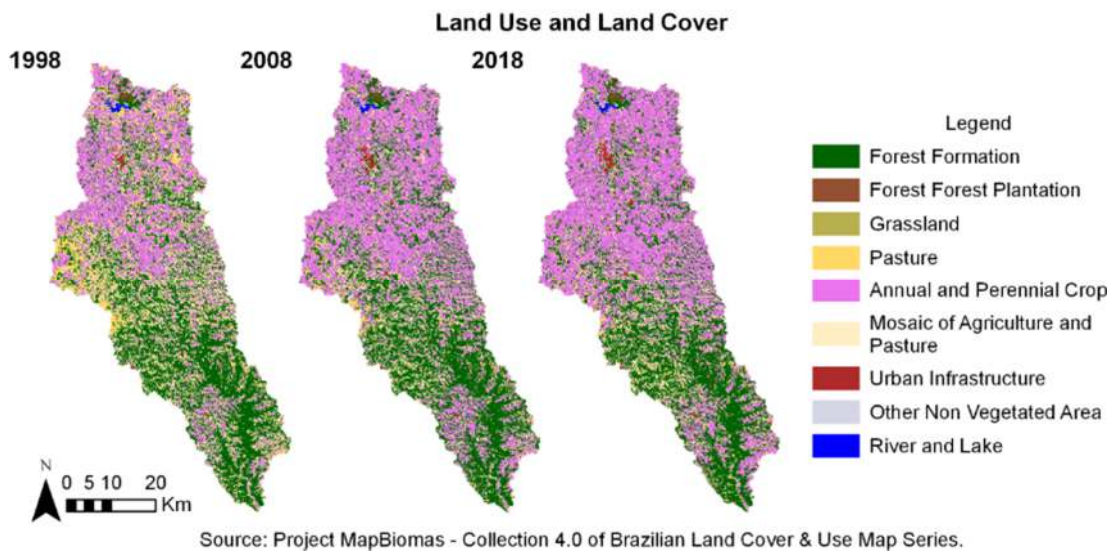 Land Use and Land Cover
1998
2008
2018
Legend
Forest Formation
Forest Forest Plantation
Grassland
Pasture
Annual and Perennial Crop
Mosaic of Agriculture and
Pasture
Urban Infrastructure
Other Non Vegetated Area
River and Lake
N
0 5 10 20
Km
Source: Project MapBiomas - Collection 4.0 of Brazilian Land Cover & Use Map Series.